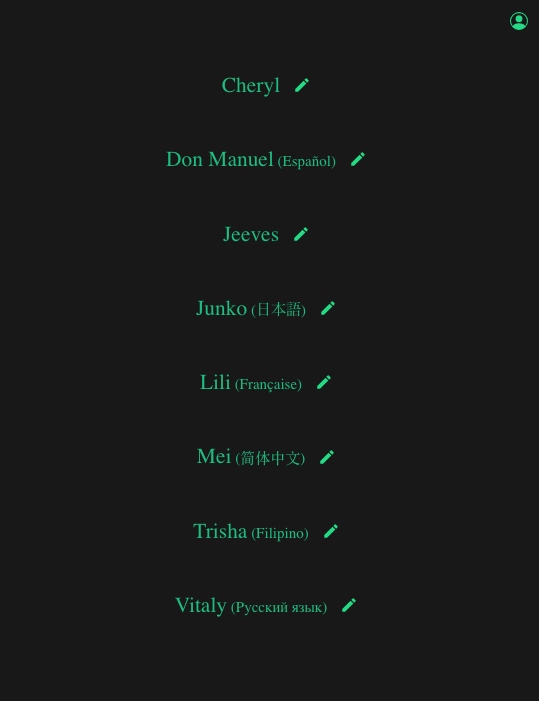 Cheryl
Don Manuel (Español)
Jeeves
Junko (日本語)
Lili (Française)
Mei (简体中文)
Trisha (Filipino)
Vitaly (Русский язык)